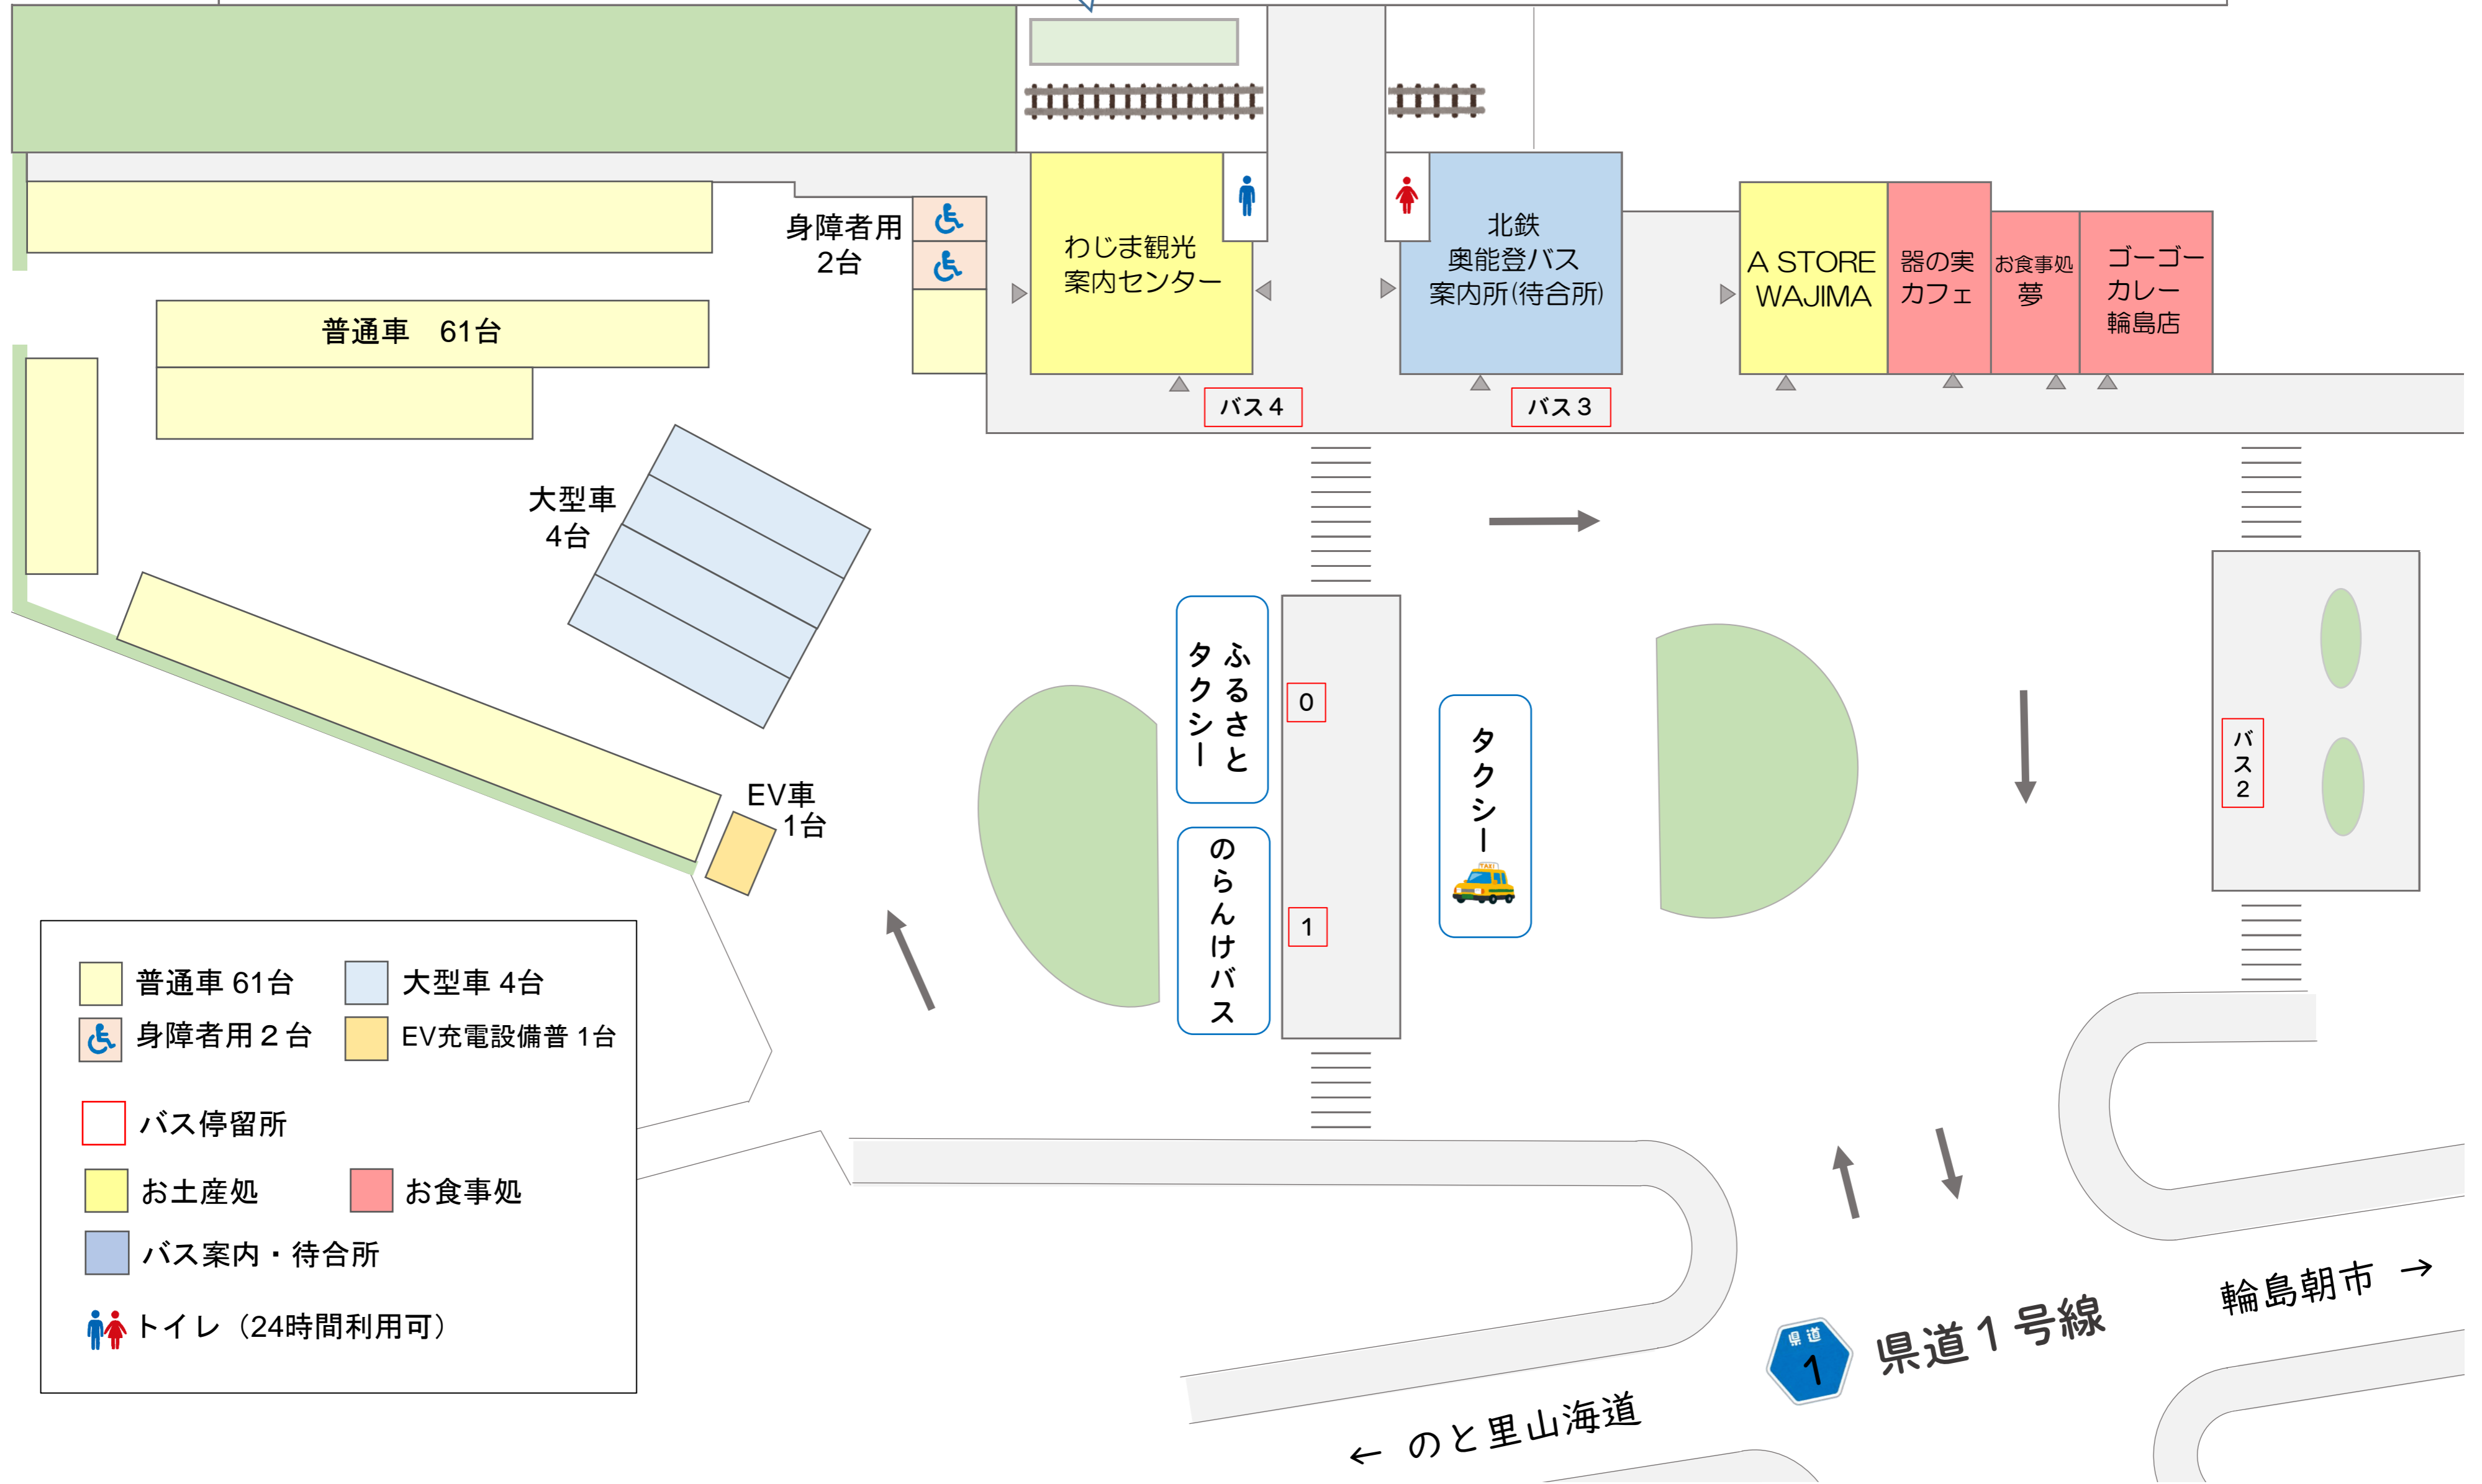 身障者用
2台
わじま観光
案内センター
北鉄
奥能登バス
案内所(待合所)
A STORE
WAJIMA
器の実
カフェ
お食事処
夢
ゴーゴー
カレー
輪島店
普通車　61台
バス４
バス３
大型車
4台
ふるさと
タクシー
0
タクシー
TAXI
バス2
EV車
1台
のらんけバス
1
普通車 61台
大型車 4台
身障者用２台
EV充電設備普 1台
バス停留所
お土産処
お食事処
バス案内・待合所
トイレ（24時間利用可）
輪島朝市 →
県道
1
県道１号線
← のと里山海道